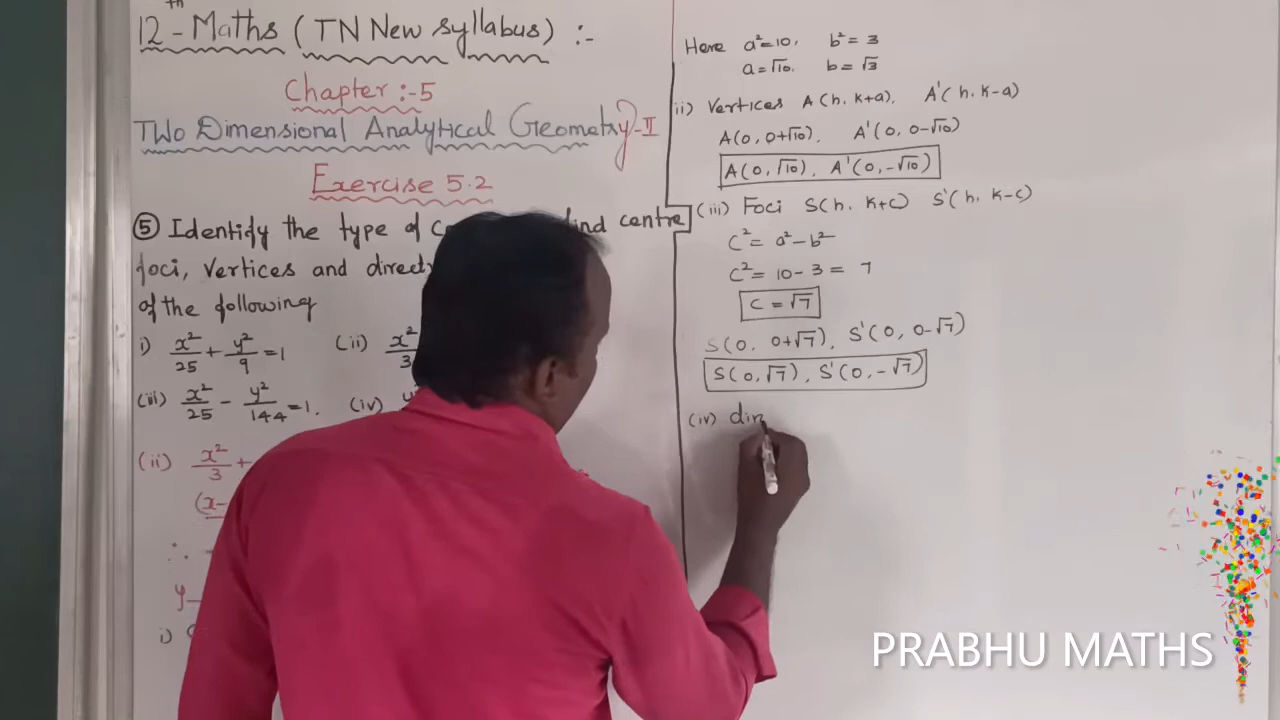 12th - Maths (TN New syllabus) :-
Chapter :- 5
Two Dimensional Analytical Geometry-II
Exercise 5.2
⑤ Identify the type of find centre
foci, vertices and
of the following
i) x²/25 + y²/9 = 1 (ii) x²/3
(iii) x²/25 - y²/144 = 1. (iv)
(ii) x²/3 +
(x-
∴
y
i)
Here a²=10, b²=3
a=√10, b=√3
ii) Vertices A(h, k+a), A'(h, k-a)
A(0, 0+√10), A'(0, 0-√10)
A(0, √10), A'(0, -√10)
(iii) Foci S(h, k+c) S'(h, k-c)
c² = a² - b²
c² = 10 - 3 = 7
c = √7
S(0, 0+√7), S'(0, 0-√7)
S(0, √7), S'(0, -√7)
(iv) dir
PRABHU MATHS